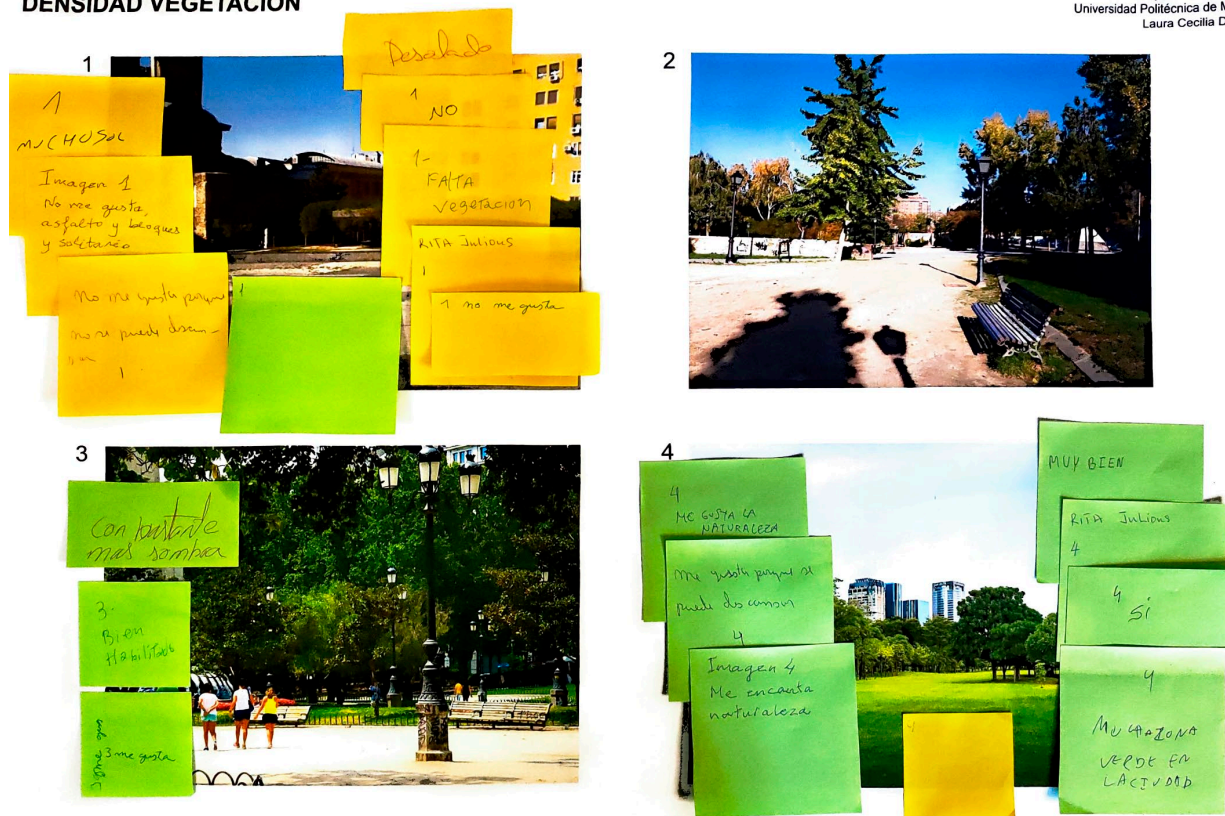 DENSIDAD VEGETACIÓN
Universidad Politécnica de M
Laura Cecilia D
1
Desolado
1
NO
1
MUCHO SOL
1-
FALTA
vegetacion
Imagen 1
No me gusta,
asfalto y bloques
y solitario
RITA Julious
1
1 no me gusta
No me gusta porque
no se puede descan-
sar
1
1
2
3
Con bastante
mas sombra
3.
Bien
Habilitado
3 me gusta
4
4
ME GUSTA LA
NATURALEZA
me gusta porque se
puede descansar
4
Imagen 4
Me encanta
naturaleza
MUY BIEN
RITA Julious
4
4
Si
4
MUCHA ZONA
VERDE EN
LA CIUDAD